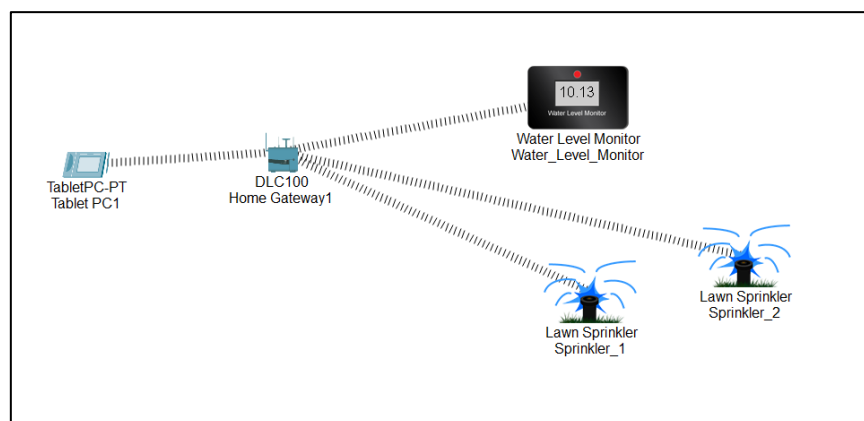 10.13
Water Level Monitor
Water Level Monitor
Water_Level_Monitor
TabletPC-PT
Tablet PC1
DLC100
Home Gateway1
Lawn Sprinkler
Sprinkler_2
Lawn Sprinkler
Sprinkler_1